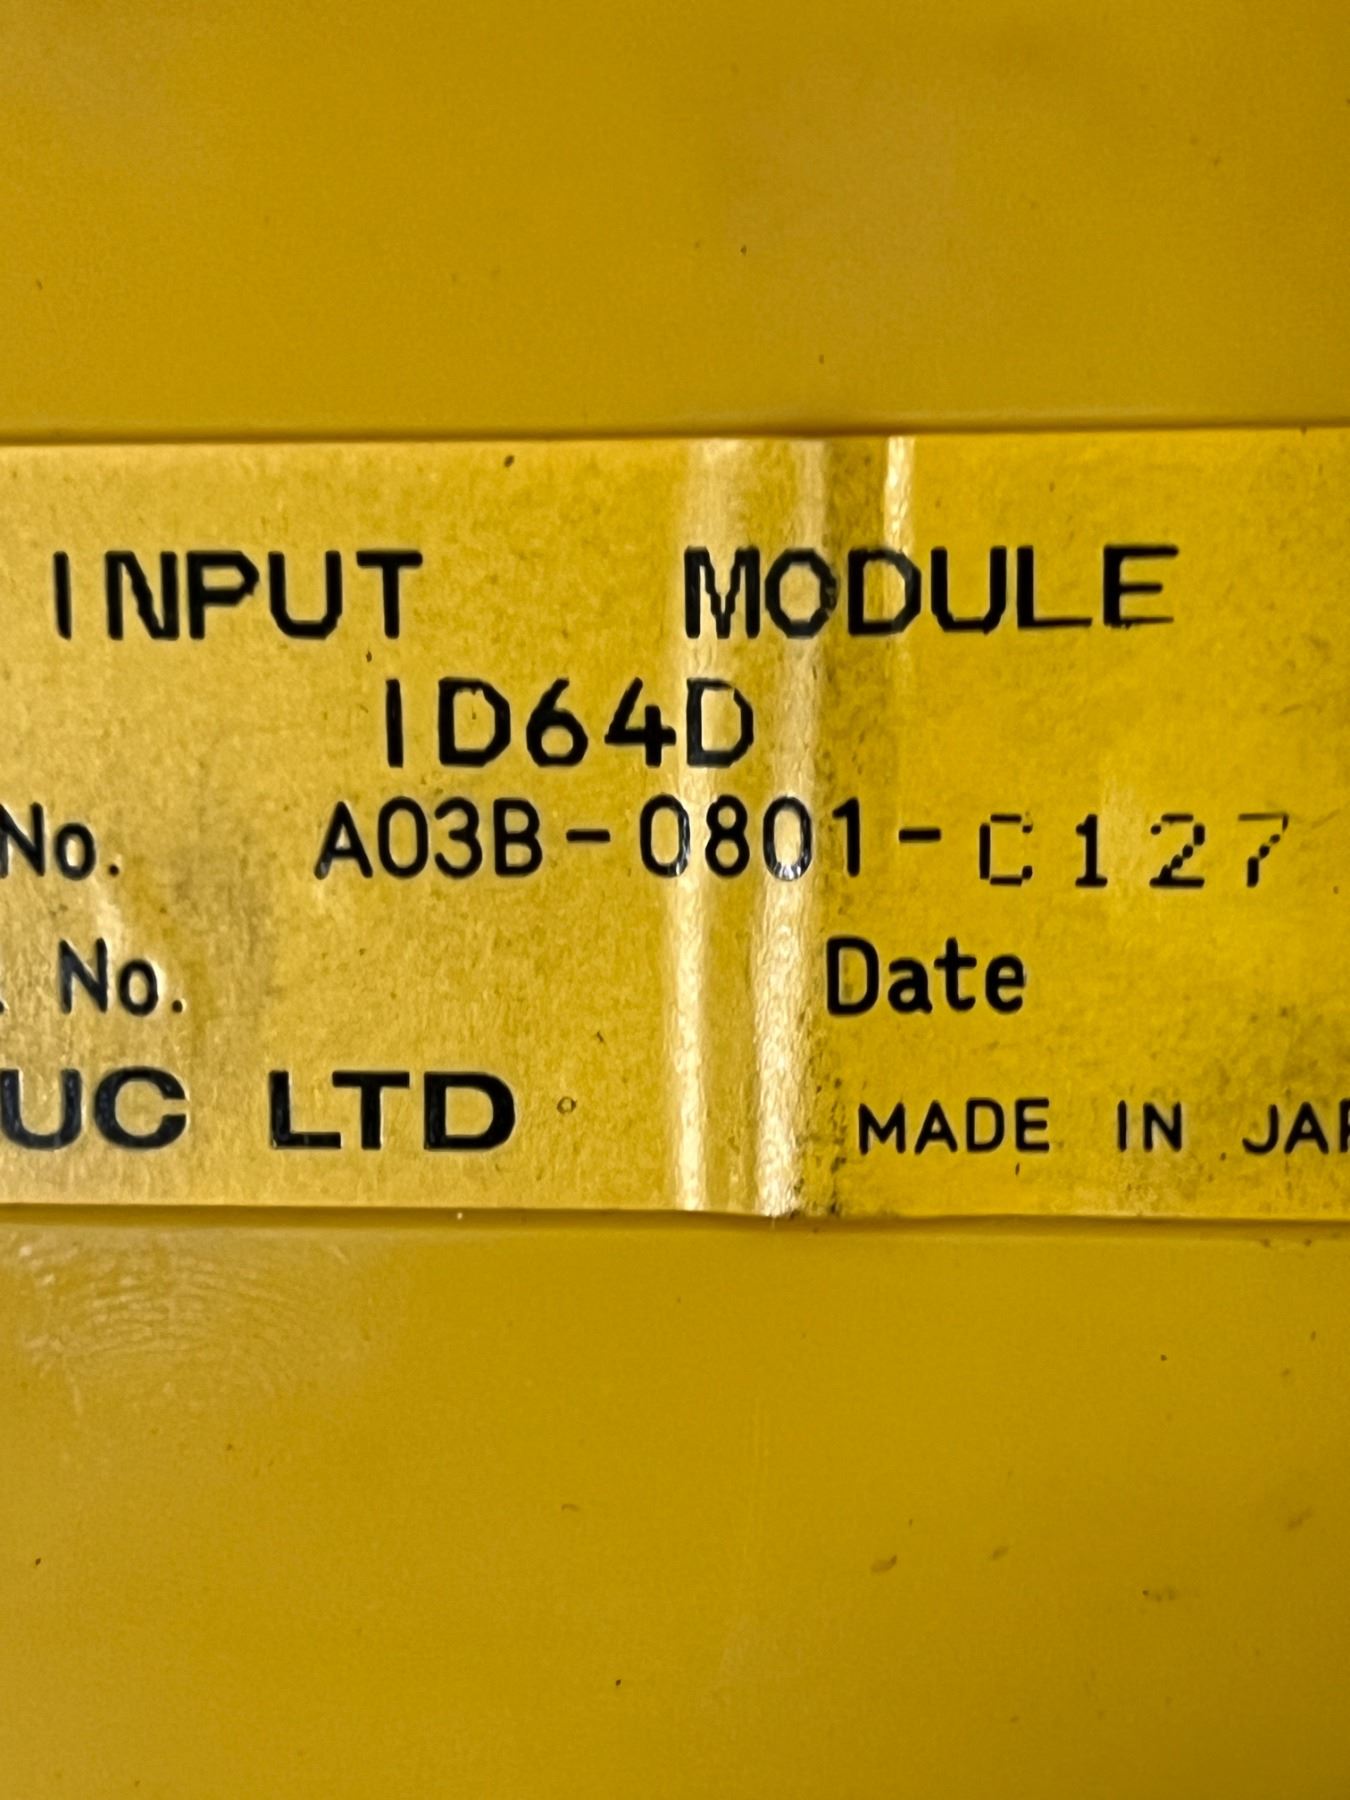 INPUT MODULE
ID64D
No. A03B-0801-C127
. No. Date
UC LTD MADE IN JAP